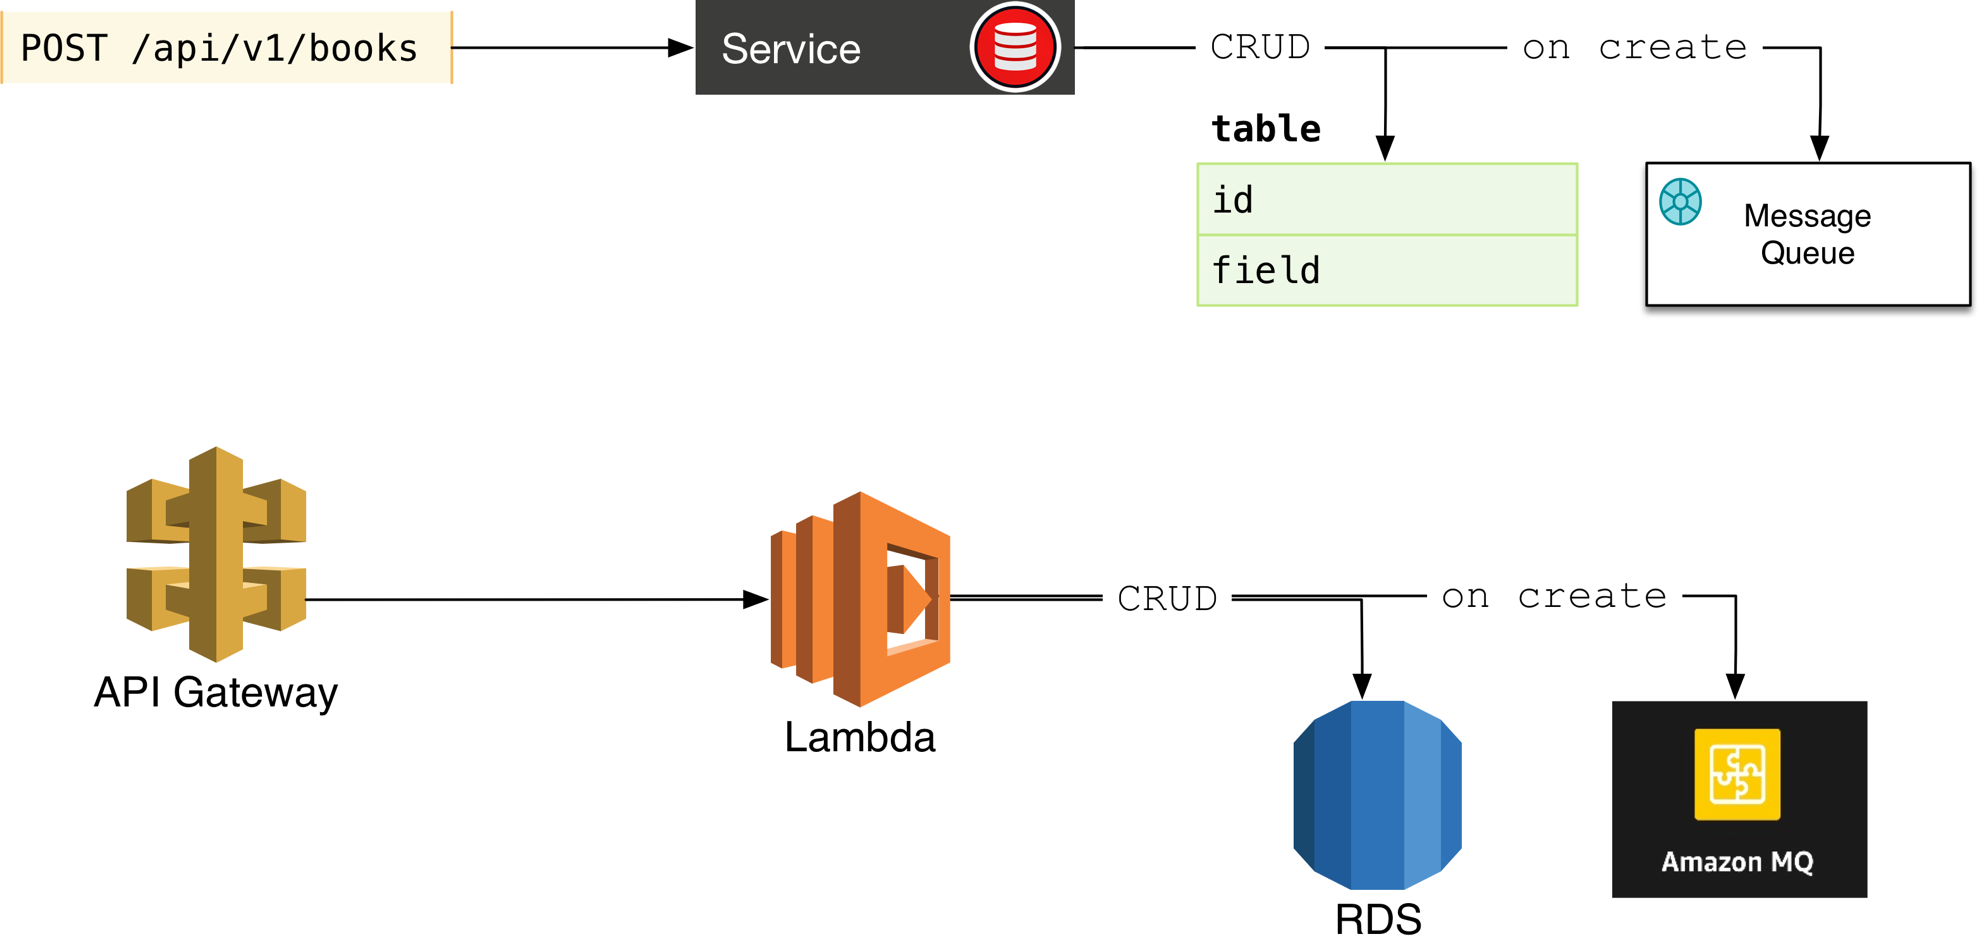 POST /api/v1/books
Service
CRUD
on create
table
id
field
Message
Queue
API Gateway
Lambda
CRUD
on create
RDS
Amazon MQ